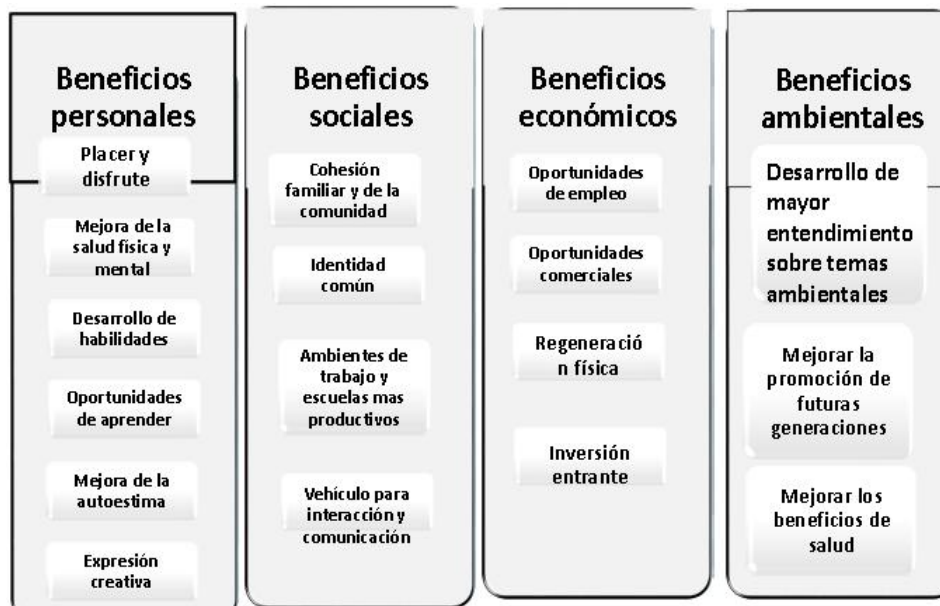 Beneficios
personales
Placer y
disfrute
Mejora de la
salud física y
mental
Desarrollo de
habilidades
Oportunidades
de aprender
Mejora de la
autoestima
Expresión
creativa
Beneficios
sociales
Cohesión
familiar y de la
comunidad
Identidad
común
Ambientes de
trabajo y
escuelas mas
productivos
Vehículo para
interacción y
comunicación
Beneficios
económicos
Oportunidades
de empleo
Oportunidades
comerciales
Regeneració
n física
Inversión
entrante
Beneficios
ambientales
Desarrollo de
mayor
entendimiento
sobre temas
ambientales
Mejorar la
promoción de
futuras
generaciones
Mejorar los
beneficios de
salud